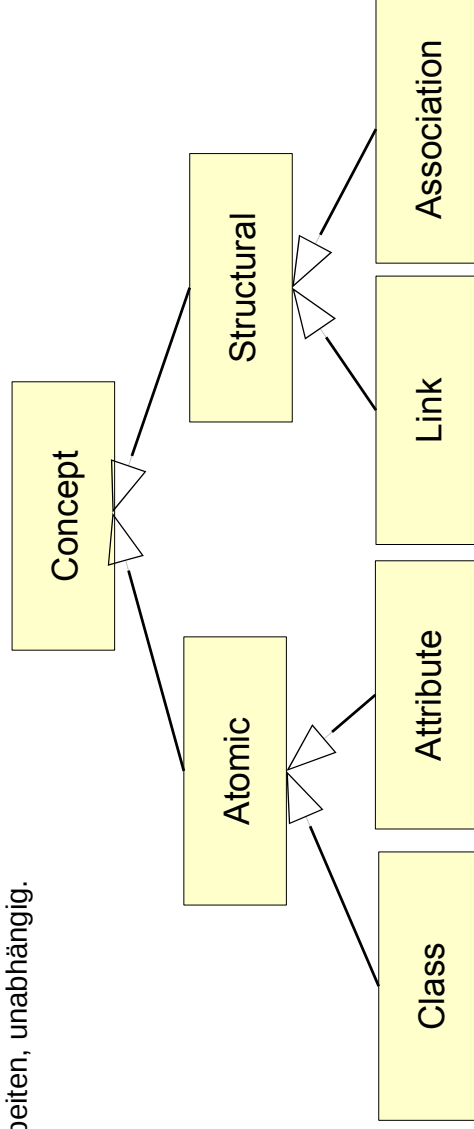 beiten, unabhängig.
Concept
Atomic
Structural
Class
Attribute
Link
Association